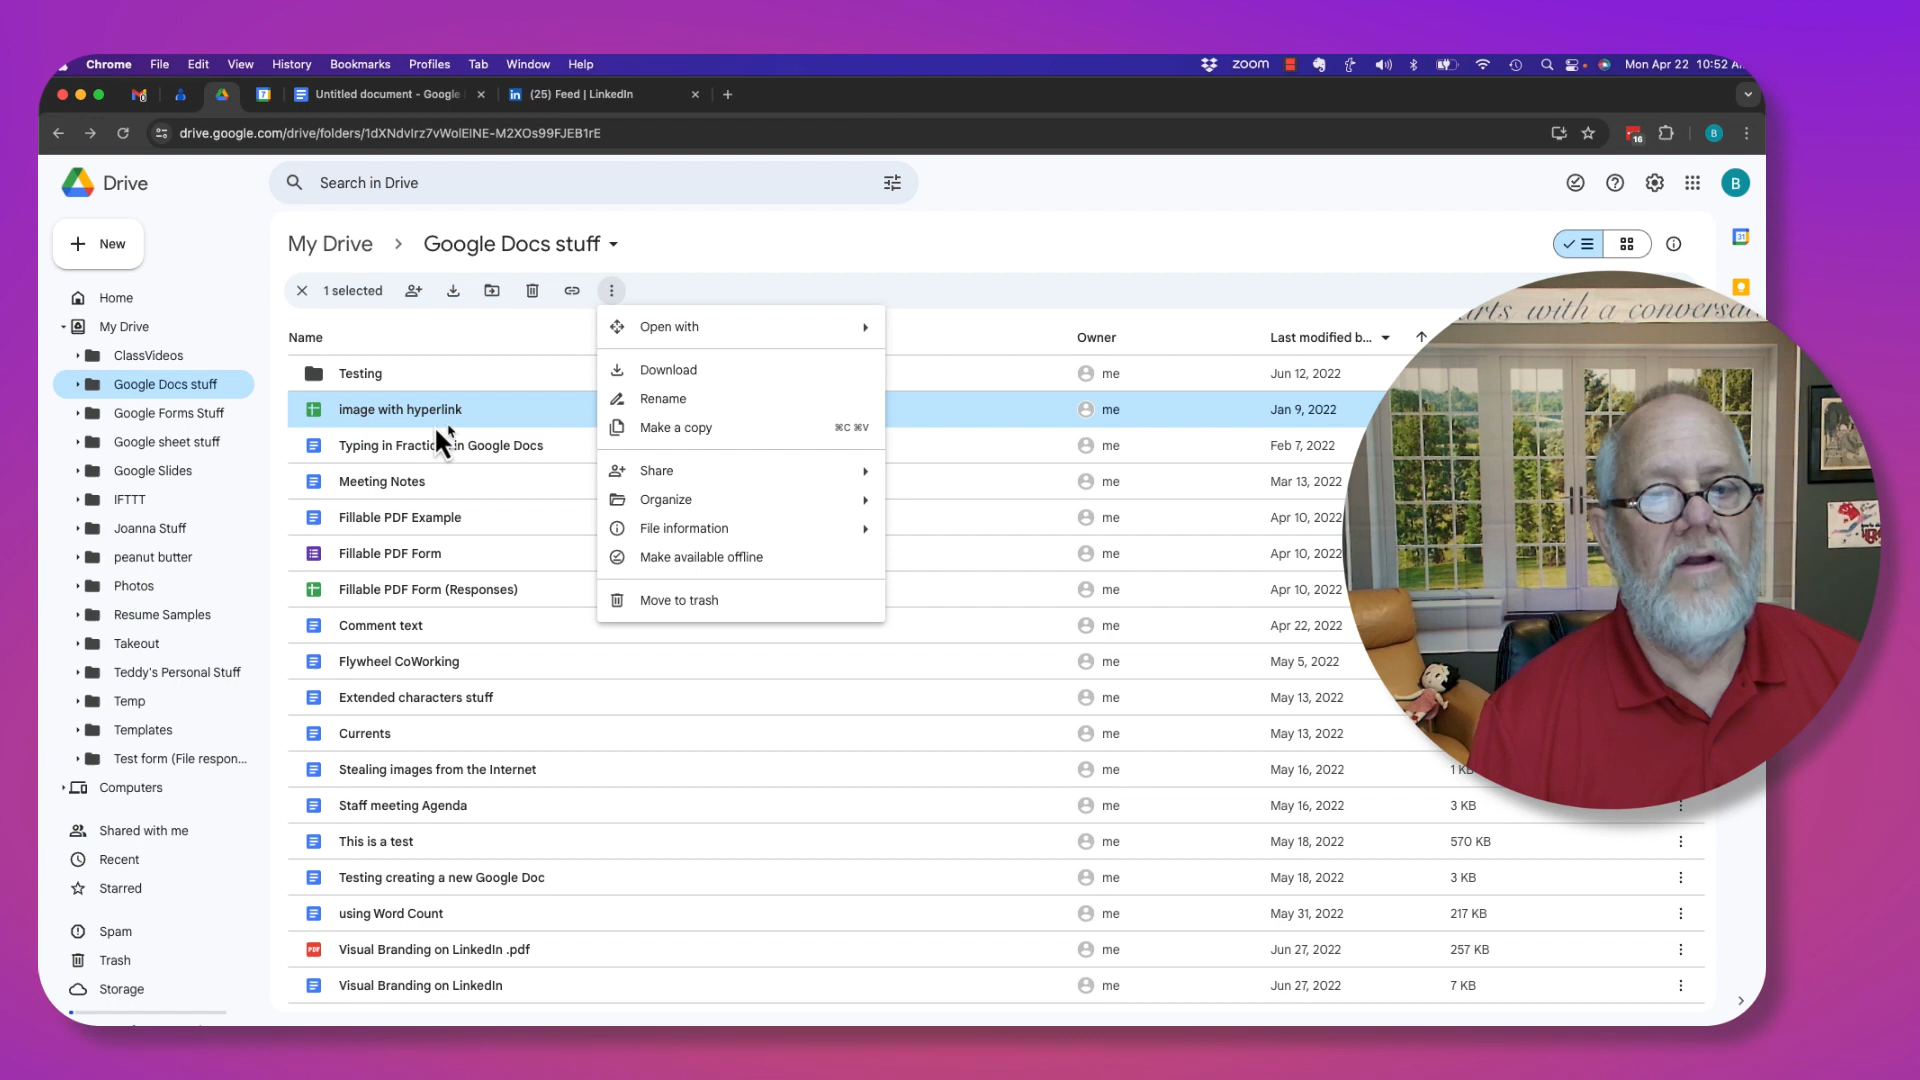 Chrome File Edit View History Bookmarks Profiles Tab Window Help zoom Mon Apr 22 10:52
Untitled document - Google (25) Feed | LinkedIn
drive.google.com/drive/folders/1dXNdvIrz7vWolEINE-M2XOs99FJEB1rE 16 B
Drive Search in Drive B
New
My Drive > Google Docs stuff
31
1 selected
Home
My Drive
ClassVideos
Google Docs stuff
Google Forms Stuff
Google sheet stuff
Google Slides
IFTTT
Joanna Stuff
peanut butter
Photos
Resume Samples
Takeout
Teddy's Personal Stuff
Temp
Templates
Test form (File respon...
Computers
Shared with me
Recent
Starred
Spam
Trash
Storage
Name Owner Last modified b...
Testing me Jun 12, 2022
image with hyperlink me Jan 9, 2022
Typing in Fractio in Google Docs me Feb 7, 2022
Meeting Notes me Mar 13, 2022
Fillable PDF Example me Apr 10, 2022
Fillable PDF Form me Apr 10, 2022
Fillable PDF Form (Responses) me Apr 10, 2022
Comment text me Apr 22, 2022
Flywheel CoWorking me May 5, 2022
Extended characters stuff me May 13, 2022
Currents me May 13, 2022
Stealing images from the Internet me May 16, 2022 1 KB
Staff meeting Agenda me May 16, 2022 3 KB
This is a test me May 18, 2022 570 KB
Testing creating a new Google Doc me May 18, 2022 3 KB
using Word Count me May 31, 2022 217 KB
PDF Visual Branding on LinkedIn .pdf me Jun 27, 2022 257 KB
Visual Branding on LinkedIn me Jun 27, 2022 7 KB
Open with
Download
Rename
Make a copy ⌘C ⌘V
Share
Organize
File information
Make available offline
Move to trash
with a conversa